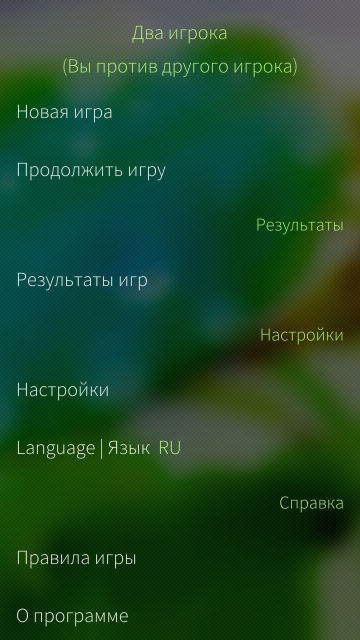 Два игрока
(Вы против другого игрока)
Новая игра
Продолжить игру
Результаты
Результаты игр
Настройки
Настройки
Language | Язык RU
Справка
Правила игры
О программе